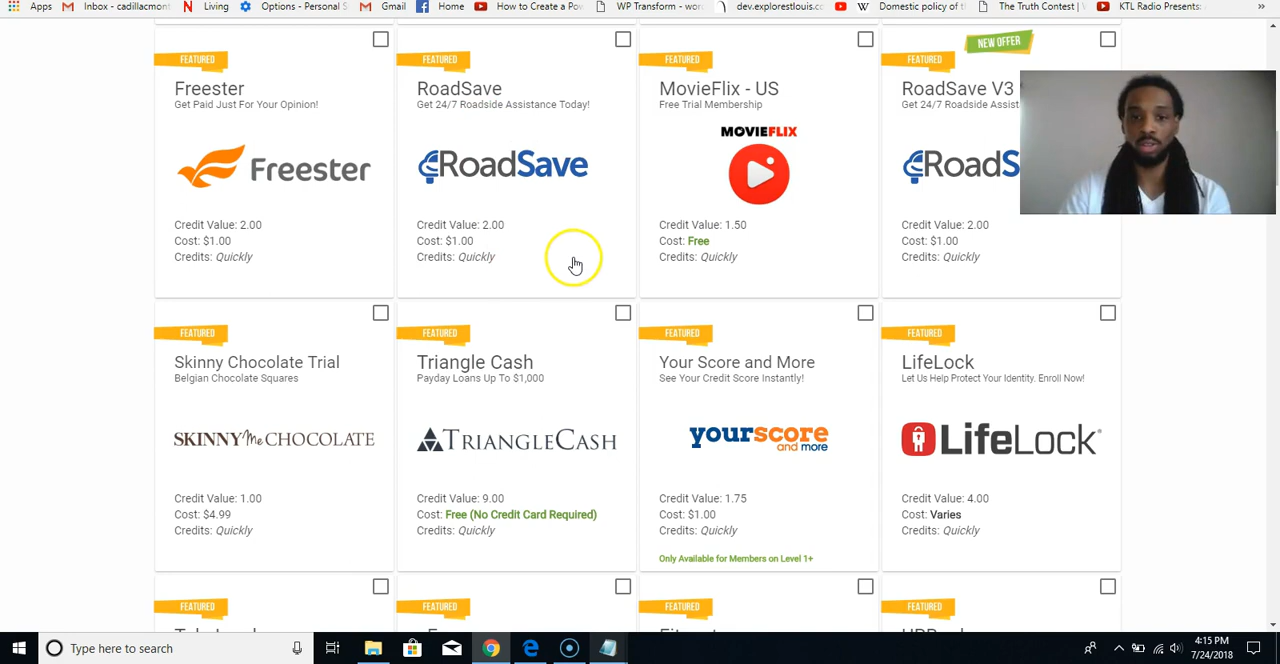 Apps
Inbox - cadillacmont
Living
Options - Personal S
Gmail
Home
How to Create a Pow
WP Transform - word
dev.explorestlouis.co
Domestic policy of th
The Truth Contest | W
KTL Radio Presents:
»
FEATURED
Freester
Get Paid Just For Your Opinion!
Freester
Credit Value: 2.00
Cost: $1.00
Credits: Quickly
FEATURED
RoadSave
Get 24/7 Roadside Assistance Today!
RoadSave
Credit Value: 2.00
Cost: $1.00
Credits: Quickly
FEATURED
MovieFlix - US
Free Trial Membership
MOVIEFLIX
Credit Value: 1.50
Cost: Free
Credits: Quickly
NEW OFFER
FEATURED
RoadSave V3
Get 24/7 Roadside Assist
RoadS
Credit Value: 2.00
Cost: $1.00
Credits: Quickly
FEATURED
Skinny Chocolate Trial
Belgian Chocolate Squares
SKINNY Me CHOCOLATE
Credit Value: 1.00
Cost: $4.99
Credits: Quickly
FEATURED
Triangle Cash
Payday Loans Up To $1,000
TRIANGLECASH
Credit Value: 9.00
Cost: Free (No Credit Card Required)
Credits: Quickly
FEATURED
Your Score and More
See Your Credit Score Instantly!
yourscore
and more
Credit Value: 1.75
Cost: $1.00
Credits: Quickly
Only Available for Members on Level 1+
FEATURED
LifeLock
Let Us Help Protect Your Identity. Enroll Now!
LifeLock
Credit Value: 4.00
Cost: Varies
Credits: Quickly
FEATURED
FEATURED
FEATURED
FEATURED
Type here to search
4:15 PM
7/24/2018